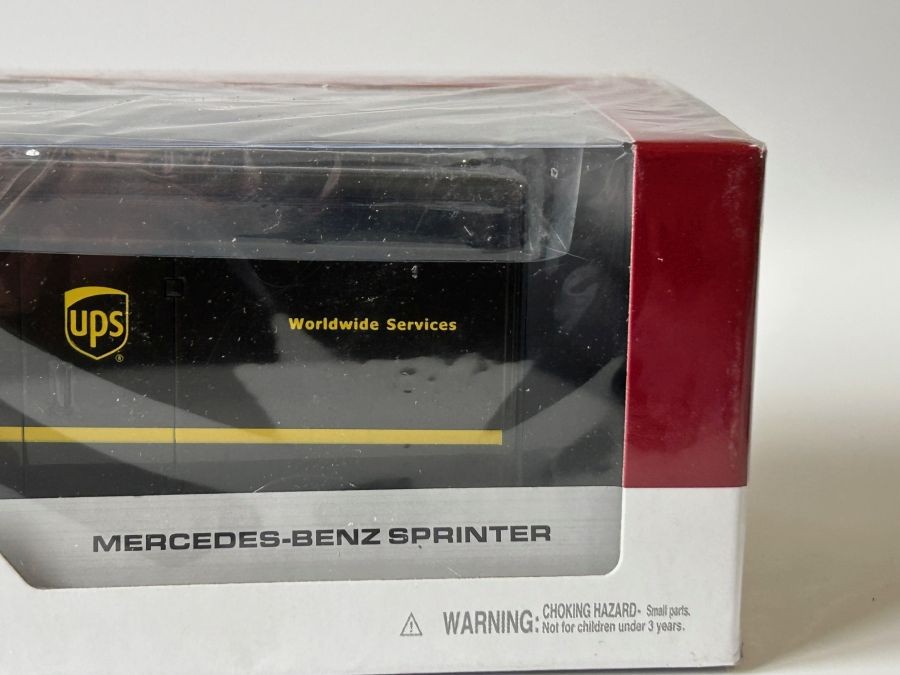 ups
®
Worldwide Services
MERCEDES-BENZ SPRINTER
WARNING: CHOKING HAZARD- Small parts.
Not for children under 3 years.